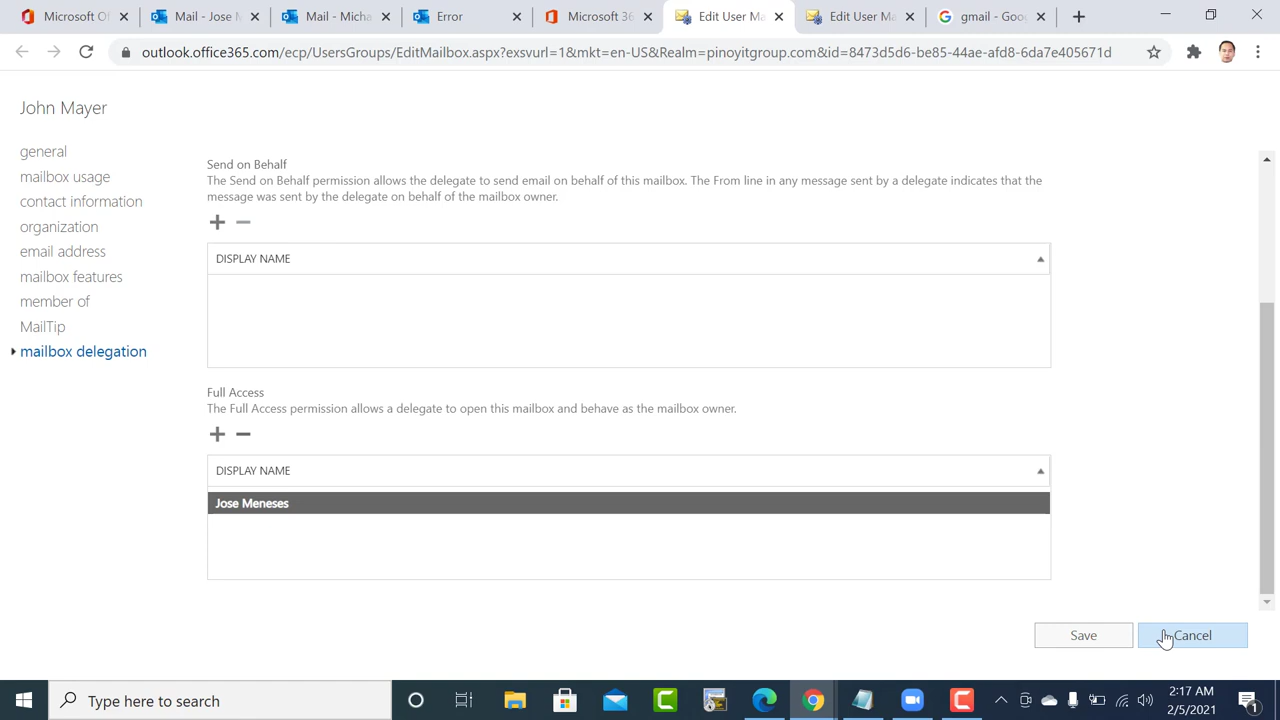 Microsoft Of
Mail - Jose M
Mail - Micha
Error
Microsoft 36
Edit User Ma
Edit User Ma
gmail - Goo
outlook.office365.com/ecp/UsersGroups/EditMailbox.aspx?exsvurl=1&mkt=en-US&Realm=pinoyitgroup.com&id=8473d5d6-be85-44ae-afd8-6da7e405671d
John Mayer
general
mailbox usage
contact information
organization
email address
mailbox features
member of
MailTip
mailbox delegation
Send on Behalf
The Send on Behalf permission allows the delegate to send email on behalf of this mailbox. The From line in any message sent by a delegate indicates that the
message was sent by the delegate on behalf of the mailbox owner.
DISPLAY NAME
Full Access
The Full Access permission allows a delegate to open this mailbox and behave as the mailbox owner.
DISPLAY NAME
Jose Meneses
Save
Cancel
Type here to search
2:17 AM
2/5/2021
1